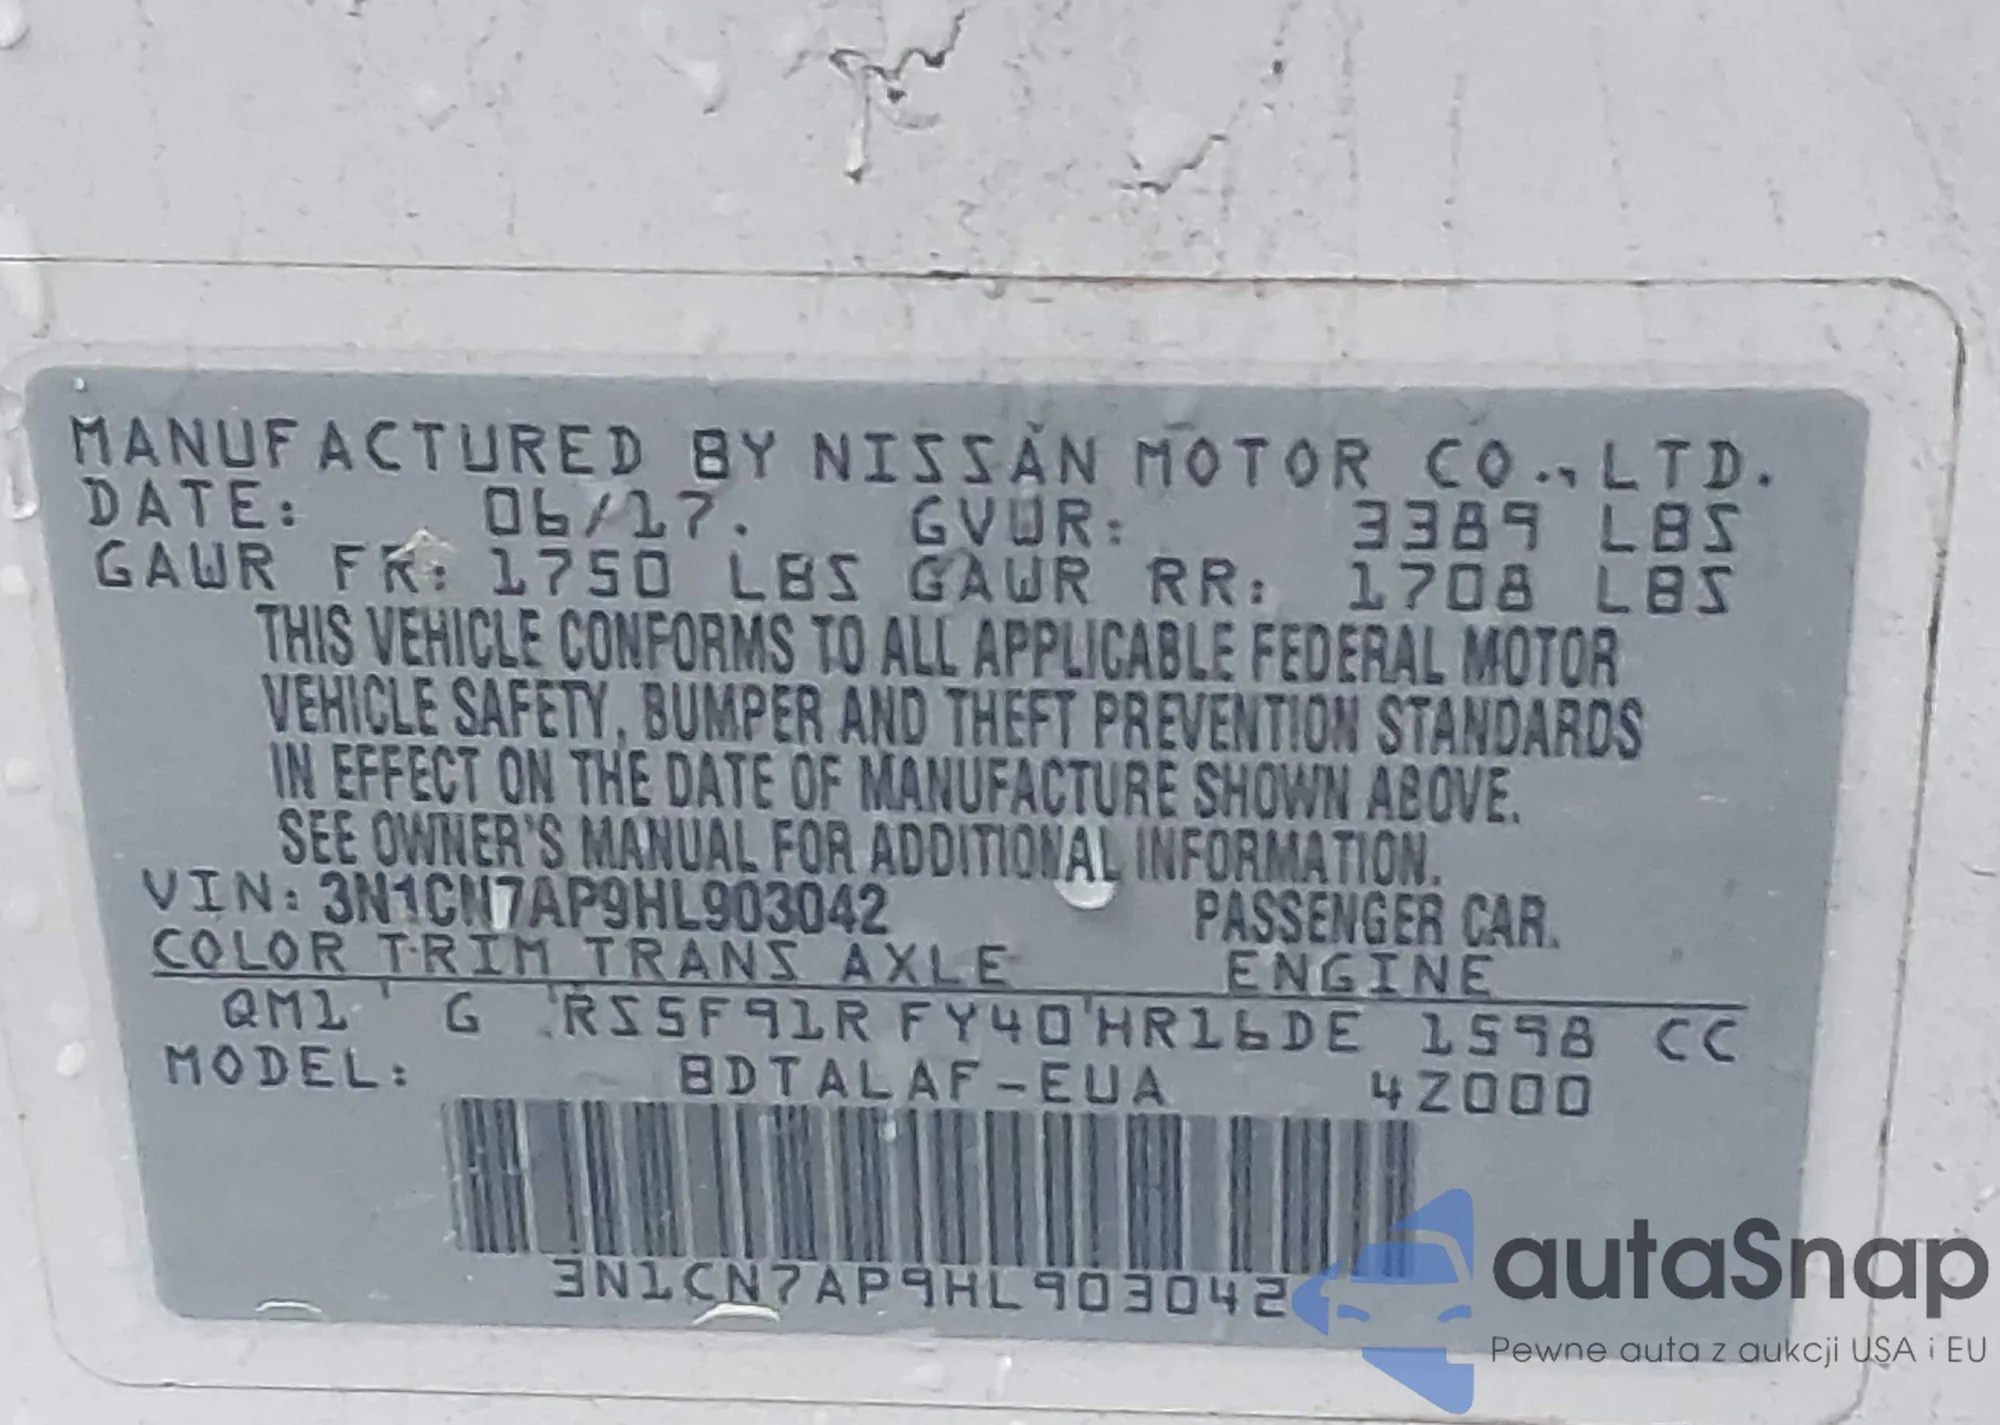 MANUFACTURED BY NISSAN MOTOR CO., LTD.
DATE: 06/17. GVWR: 3389 LBS
GAWR FR: 1750 LBS GAWR RR: 1708 LBS
THIS VEHICLE CONFORMS TO ALL APPLICABLE FEDERAL MOTOR
VEHICLE SAFETY, BUMPER AND THEFT PREVENTION STANDARDS
IN EFFECT ON THE DATE OF MANUFACTURE SHOWN ABOVE.
SEE OWNER'S MANUAL FOR ADDITIONAL INFORMATION.
VIN: 3N1CN7AP9HL903042 PASSENGER CAR.
COLOR TRIM TRANS AXLE ENGINE
QM1 G RS5F91R FY40 HR16DE 1598 CC
MODEL: BDTALAF-EUA 42000
3N1CN7AP9HL903042
autaSnap
Pewne auta z aukcji USA i EU